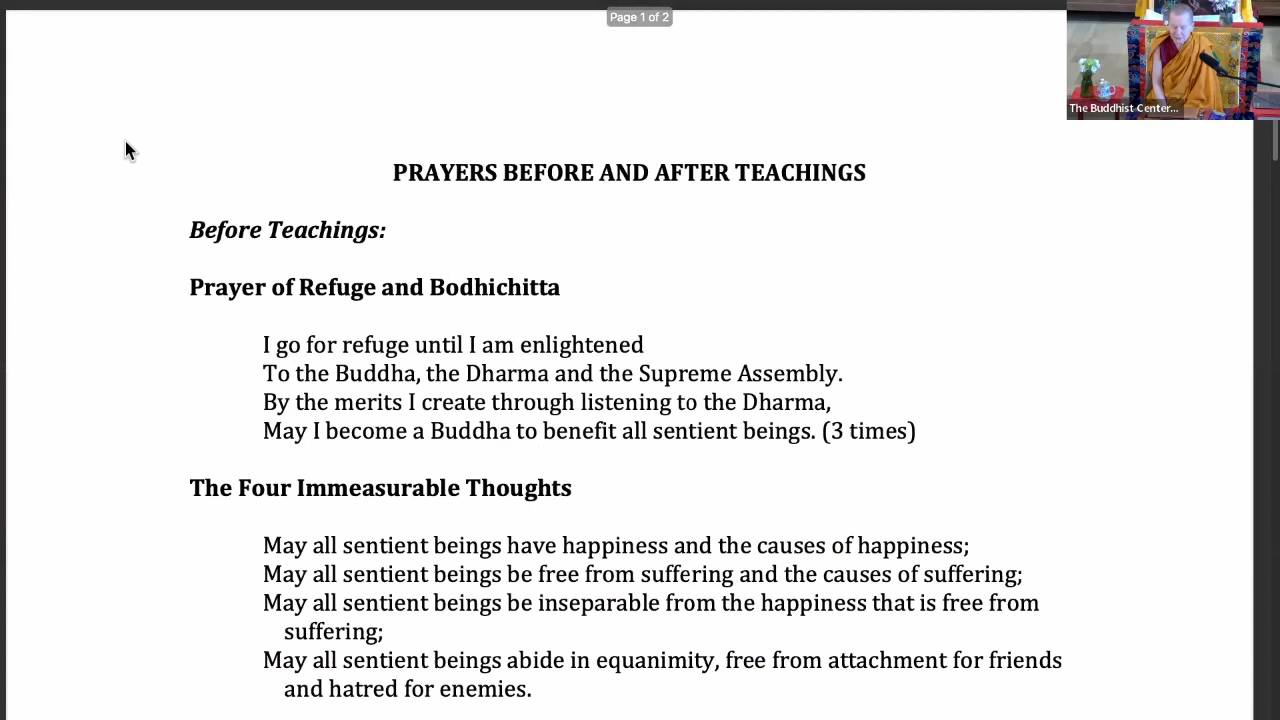 Page 1 of 2
The Buddhist Center...
PRAYERS BEFORE AND AFTER TEACHINGS
Before Teachings:
Prayer of Refuge and Bodhichitta
I go for refuge until I am enlightened
To the Buddha, the Dharma and the Supreme Assembly.
By the merits I create through listening to the Dharma,
May I become a Buddha to benefit all sentient beings. (3 times)
The Four Immeasurable Thoughts
May all sentient beings have happiness and the causes of happiness;
May all sentient beings be free from suffering and the causes of suffering;
May all sentient beings be inseparable from the happiness that is free from
suffering;
May all sentient beings abide in equanimity, free from attachment for friends
and hatred for enemies.